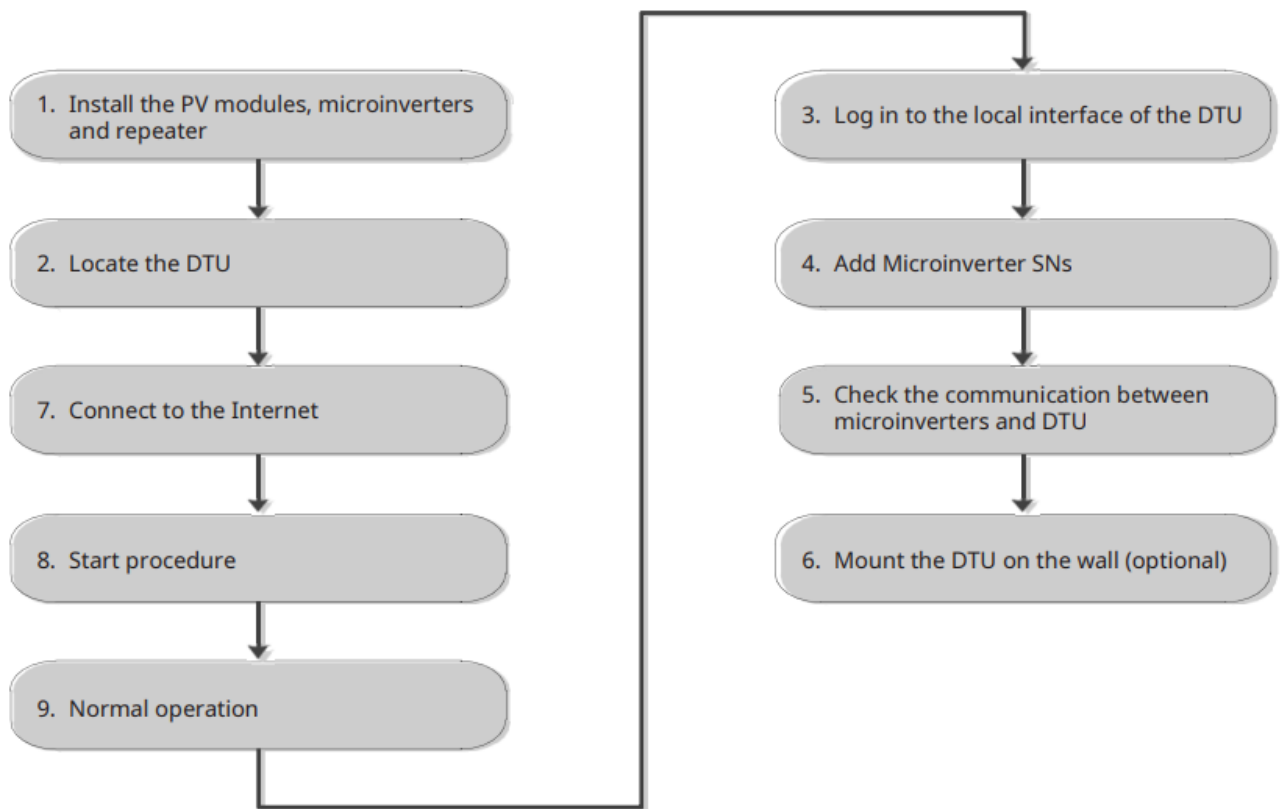 1. Install the PV modules, microinverters
and repeater
2. Locate the DTU
7. Connect to the Internet
8. Start procedure
9. Normal operation
3. Log in to the local interface of the DTU
4. Add Microinverter SNs
5. Check the communication between
microinverters and DTU
6. Mount the DTU on the wall (optional)